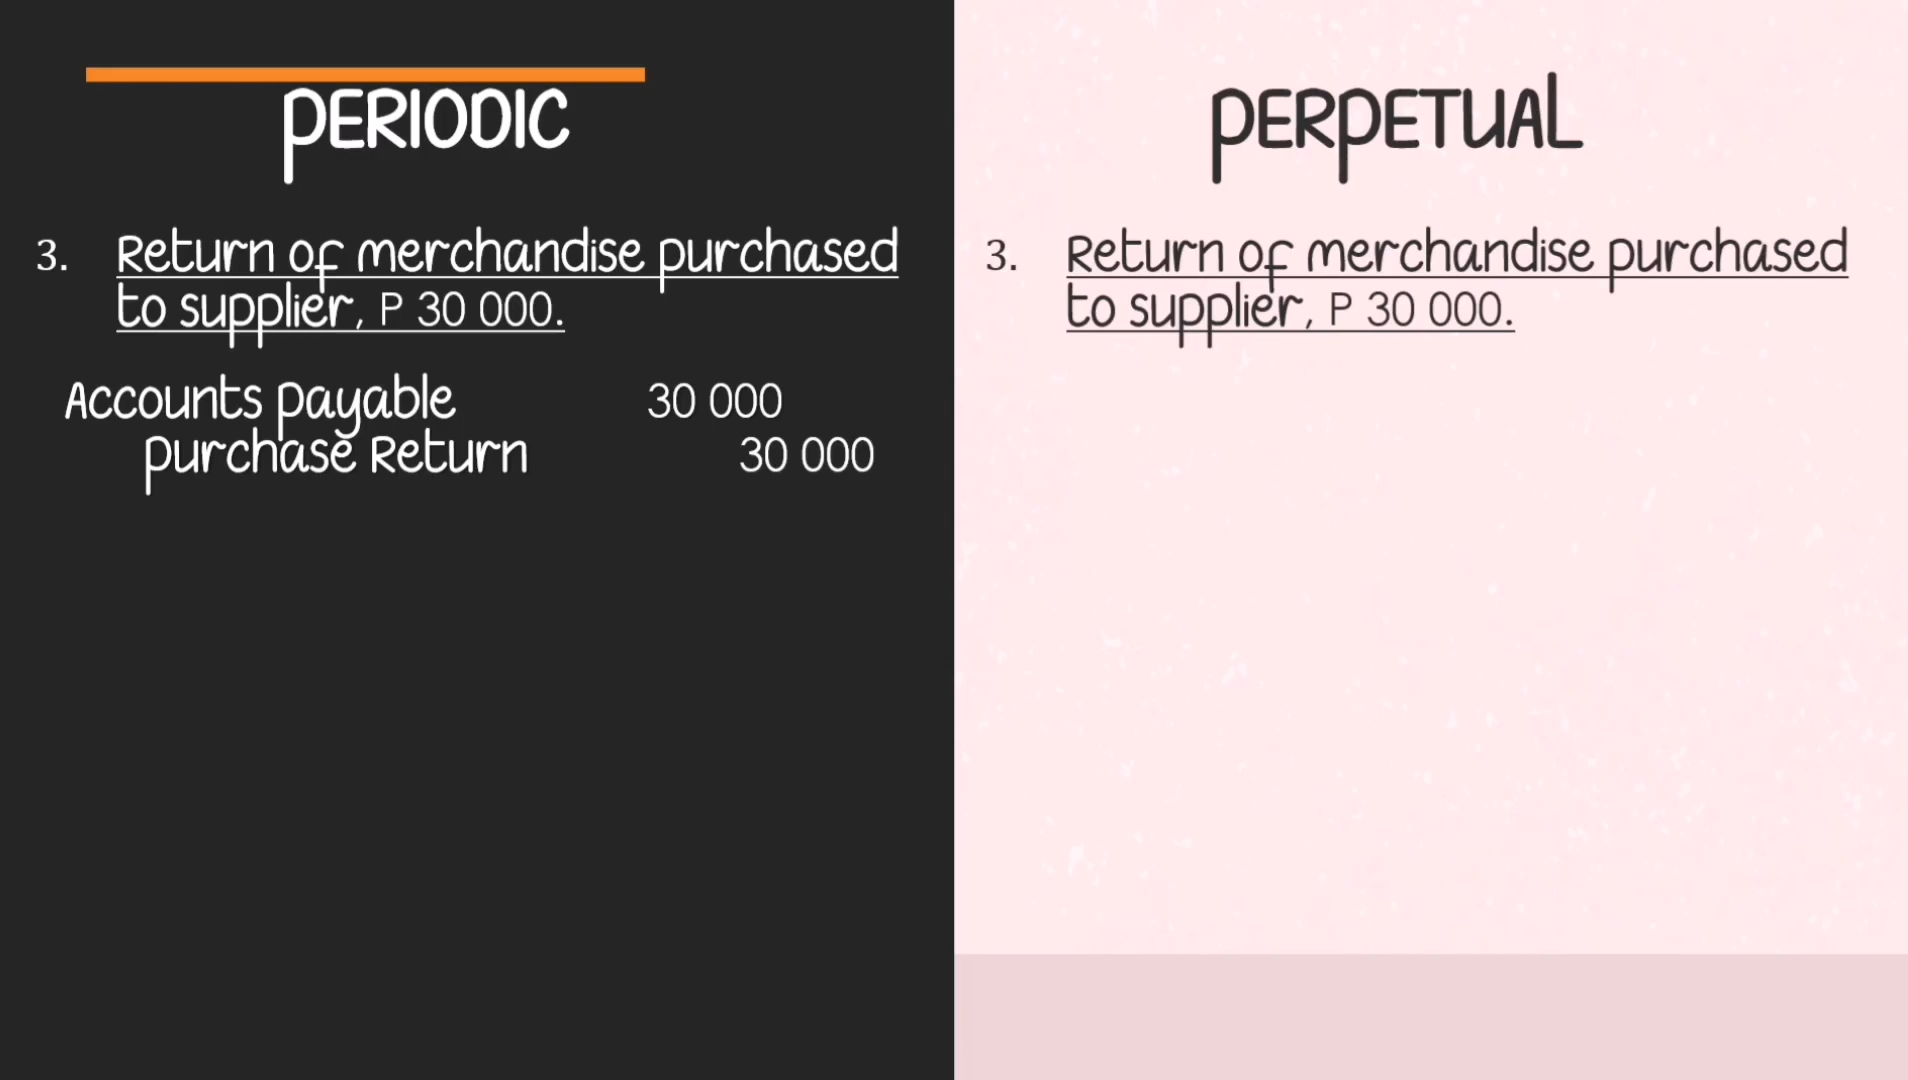 PERIODIC
3. Return of merchandise purchased
to supplier, P 30 000.
Accounts payable 30 000
purchase Return 30 000
PERPETUAL
3. Return of merchandise purchased
to supplier, P 30 000.